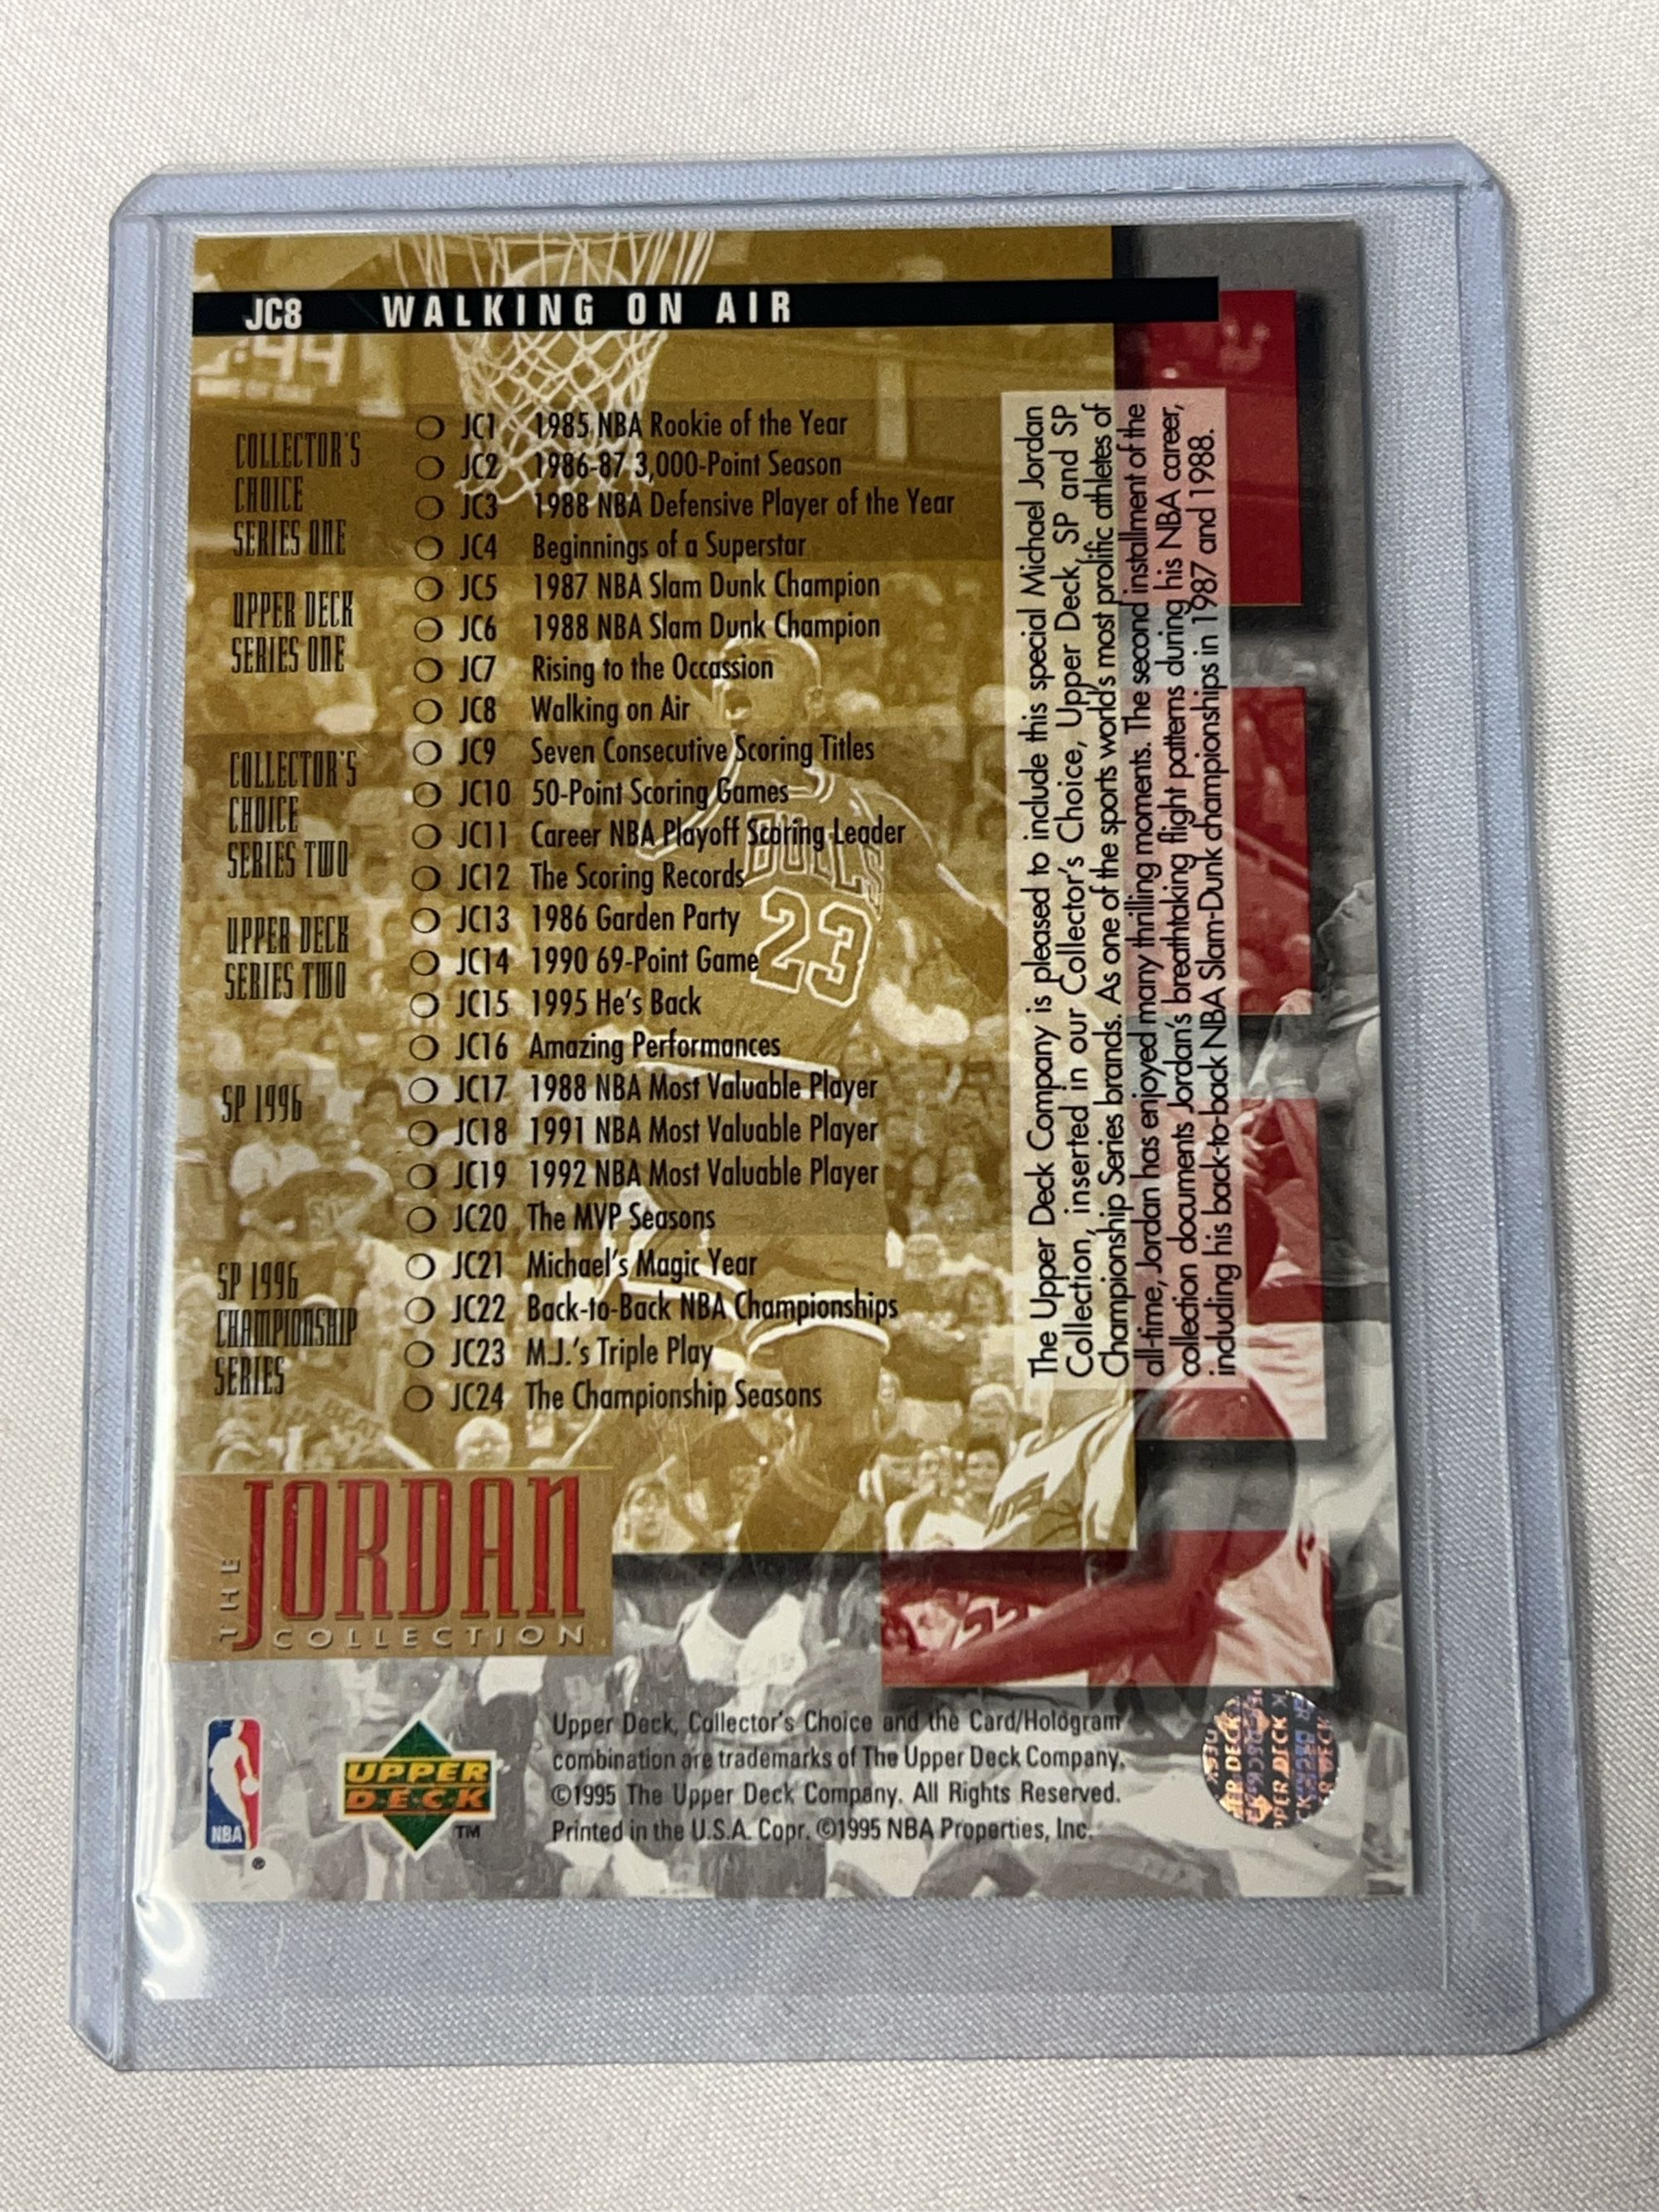 JC8 WALKING ON AIR
COLLECTOR'S
CHOICE
SERIES ONE
JC1 1985 NBA Rookie of the Year
JC2 1986-87 3,000-Point Season
JC3 1988 NBA Defensive Player of the Year
JC4 Beginnings of a Superstar
UPPER DECK
SERIES ONE
JC5 1987 NBA Slam Dunk Champion
JC6 1988 NBA Slam Dunk Champion
JC7 Rising to the Occassion
JC8 Walking on Air
COLLECTOR'S
CHOICE
SERIES TWO
JC9 Seven Consecutive Scoring Titles
JC10 50-Point Scoring Games
JC11 Career NBA Playoff Scoring Leader
JC12 The Scoring Records
UPPER DECK
SERIES TWO
JC13 1986 Garden Party
JC14 1990 69-Point Game
JC15 1995 He's Back
JC16 Amazing Performances
SP 1996
JC17 1988 NBA Most Valuable Player
JC18 1991 NBA Most Valuable Player
JC19 1992 NBA Most Valuable Player
JC20 The MVP Seasons
SP 1996
CHAMPIONSHIP
SERIES
JC21 Michael's Magic Year
JC22 Back-to-Back NBA Championships
JC23 M.J.'s Triple Play
JC24 The Championship Seasons
The Upper Deck Company is pleased to include this special Michael Jordan
Collection, inserted in our Collector's Choice, Upper Deck, SP and SP
Championship Series brands. As one of the sports world's most prolific athletes of
all-time, Jordan has enjoyed many thrilling moments. The second installment of the
collection documents Jordan's breathtaking flight patterns during his NBA career,
including his back-to-back NBA Slam-Dunk championships in 1987 and 1988.
:44
BULLS
23
THE
JORDAN
COLLECTION
NBA
®
UPPER
DECK
TM
Upper Deck, Collector's Choice and the Card/Hologram
combination are trademarks of The Upper Deck Company.
©1995 The Upper Deck Company. All Rights Reserved.
Printed in the U.S.A. Copr. ©1995 NBA Properties, Inc.
UPPER DECK